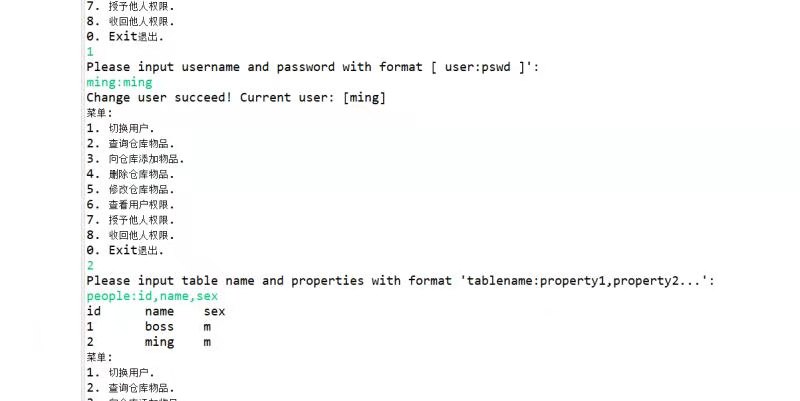 7. 授予他人权限.
8. 收回他人权限.
0. Exit退出.
1
Please input username and password with format [ user:pswd ]':
ming:ming
Change user succeed! Current user: [ming]
菜单:
1. 切换用户.
2. 查询仓库物品.
3. 向仓库添加物品.
4. 删除仓库物品.
5. 修改仓库物品.
6. 查看用户权限.
7. 授予他人权限.
8. 收回他人权限.
0. Exit退出.
2
Please input table name and properties with format 'tablename:property1,property2...':
people:id,name,sex
id name sex
1 boss m
2 ming m
菜单:
1. 切换用户.
2. 查询仓库物品.